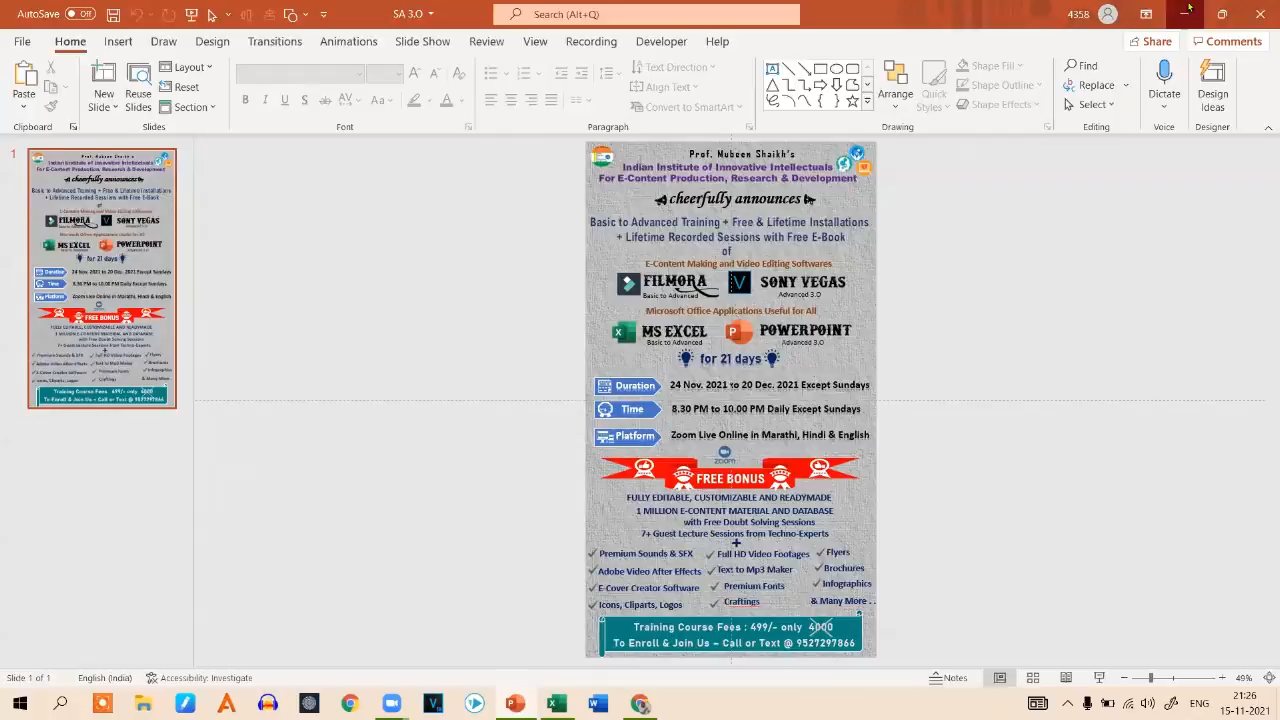 Off
SA 3.0
Search (Alt+Q)
4358
File Home Insert Draw Design Transitions Animations Slide Show Review View Recording Developer Help
Share Comments
Paste
New Slide
Reuse Slides
Layout
Reset
Section
Text Direction
Align Text
Convert to SmartArt
Arrange
Quick Styles
Shape Fill
Shape Outline
Shape Effects
Find
Replace
Select
Dictate
Design Ideas
Clipboard Slides Font Paragraph Drawing Editing Voice Designer
1
Prof. Mubeen Shaikh's
Indian Institute of Innovative Intellectuals
For E-Content Production, Research & Development
cheerfully announces
Basic to Advanced Training + Free & Lifetime Installations
+ Lifetime Recorded Sessions with Free E-Book
of
E-Content Making and Video Editing Softwares
FILMORA SONY VEGAS
Basic to Advanced Advanced 3.O
Microsoft Office Applications Useful for All
MS EXCEL POWERPOINT
Basic to Advanced Advanced 3.O
for 21 days
Duration 24 Nov. 2021 to 20 Dec. 2021 Except Sundays
Time 8.30 PM to 10.00 PM Daily Except Sundays
Platform Zoom Live Online in Marathi, Hindi & English
zoom
FREE BONUS
FULLY EDITABLE, CUSTOMIZABLE AND READYMADE
1 MILLION E-CONTENT MATERIAL AND DATABASE
with Free Doubt Solving Sessions
7+ Guest Lecture Sessions from Techno-Experts
+
Premium Sounds & SFX Full HD Video Footages Flyers
Adobe Video After Effects Text to Mp3 Maker Brochures
E-Cover Creator Software Premium Fonts Infographics
Icons, Cliparts, Logos Craftings & Many More . .
Training Course Fees : 499/- only 4000
To Enroll & Join Us – Call or Text @ 9527297866
Slide 1 of 1 English (India) Accessibility: Investigate
Notes
49%
ENG
21:26
15-11-2021